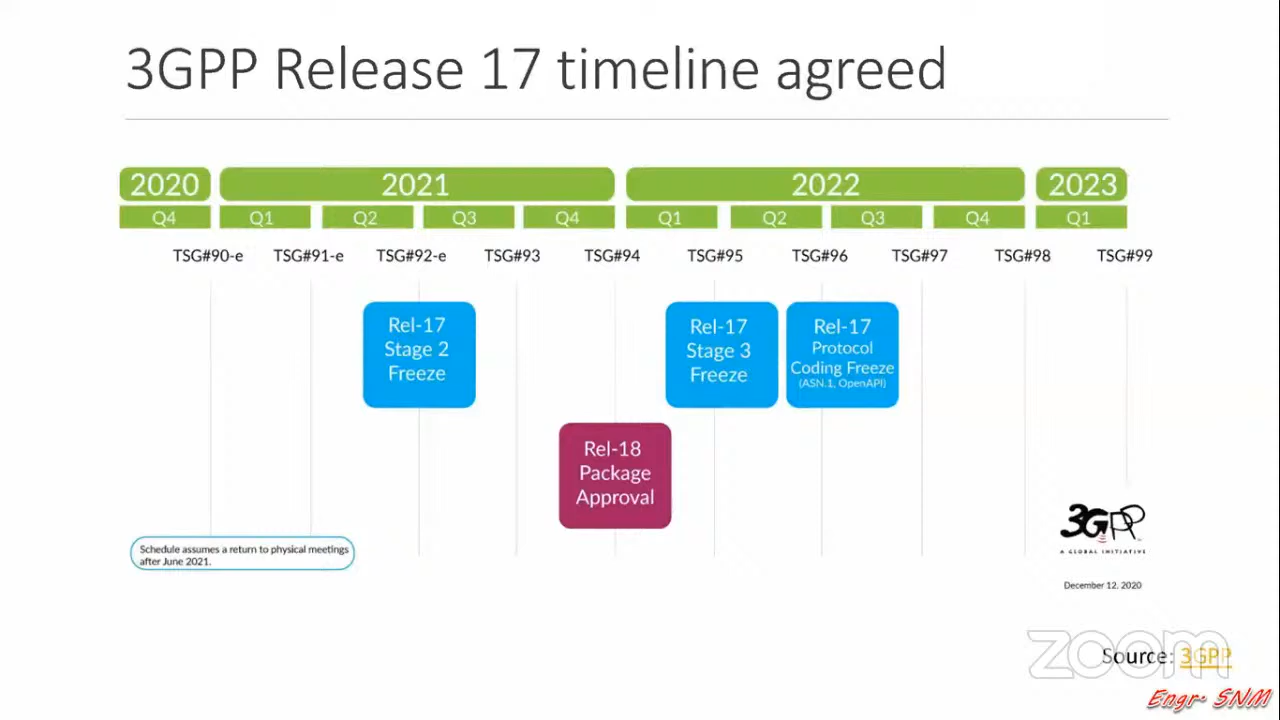 3GPP Release 17 timeline agreed
2020 2021 2022 2023
Q4 Q1 Q2 Q3 Q4 Q1 Q2 Q3 Q4 Q1
TSG#90-e TSG#91-e TSG#92-e TSG#93 TSG#94 TSG#95 TSG#96 TSG#97 TSG#98 TSG#99
Rel-17
Stage 2
Freeze
Rel-17
Stage 3
Freeze
Rel-17
Protocol
Coding Freeze
(ASN.1, OpenAPI)
Rel-18
Package
Approval
Schedule assumes a return to physical meetings
after June 2021.
3GPP
A GLOBAL INITIATIVE
December 12, 2020
zoom
Source: 3GPP
Engr. SNM